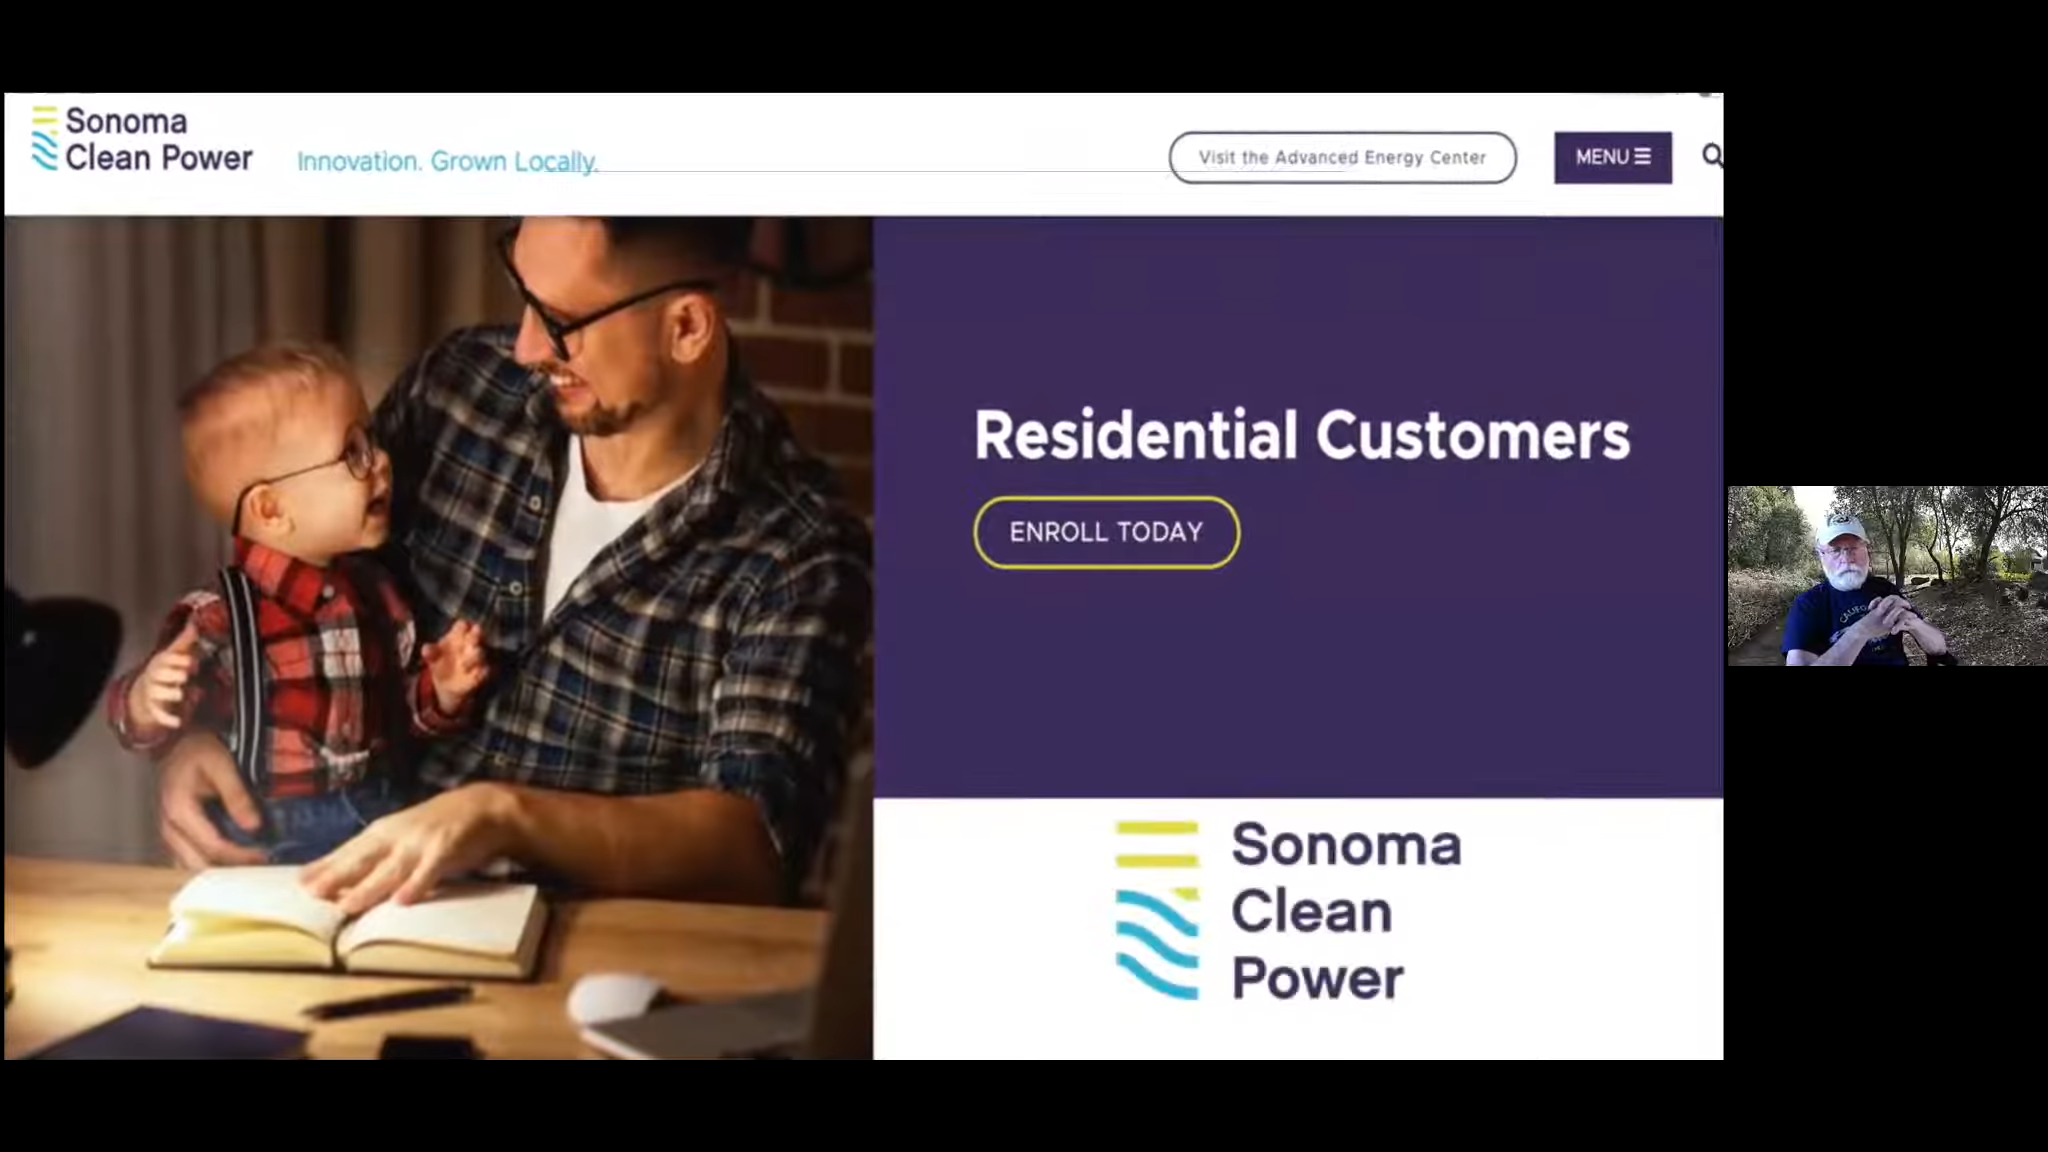 Sonoma
Clean Power
Innovation. Grown Locally.
Visit the Advanced Energy Center
MENU
Residential Customers
ENROLL TODAY
Sonoma
Clean
Power